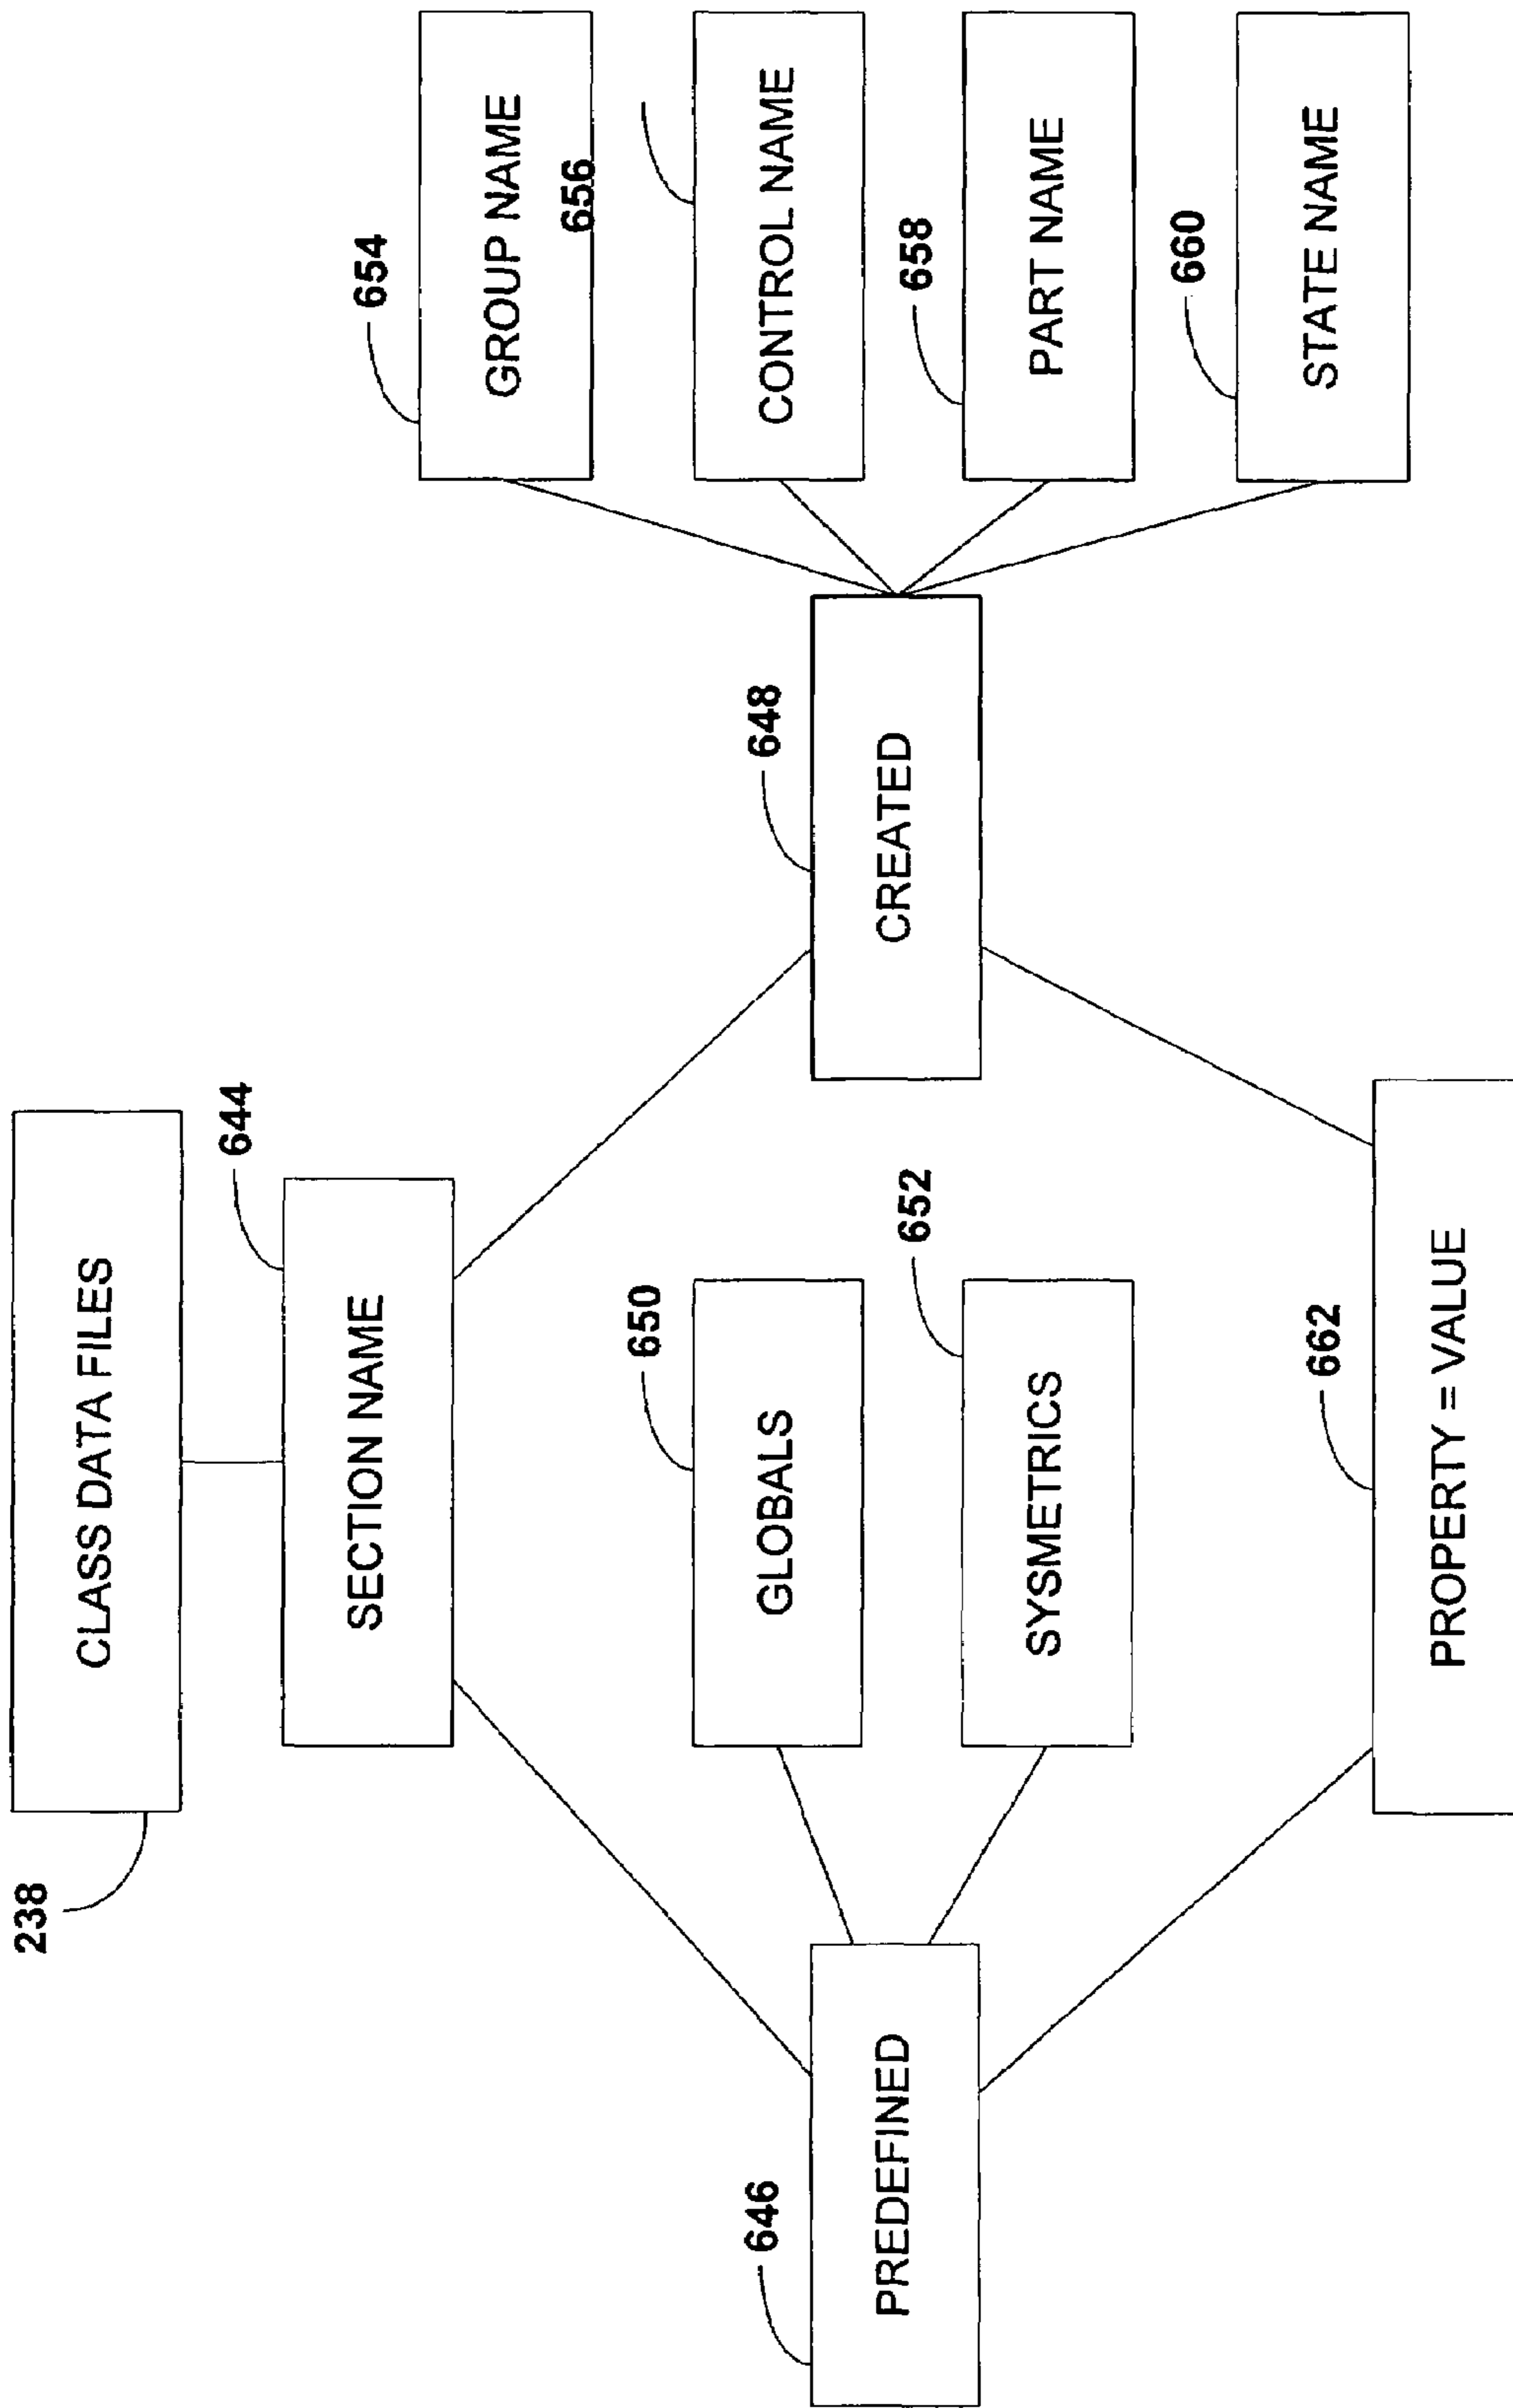 238
CLASS DATA FILES
644
SECTION NAME
646
PREDEFINED
650
GLOBALS
652
SYSMETRICS
648
CREATED
654
GROUP NAME
656
CONTROL NAME
658
PART NAME
660
STATE NAME
662
PROPERTY = VALUE